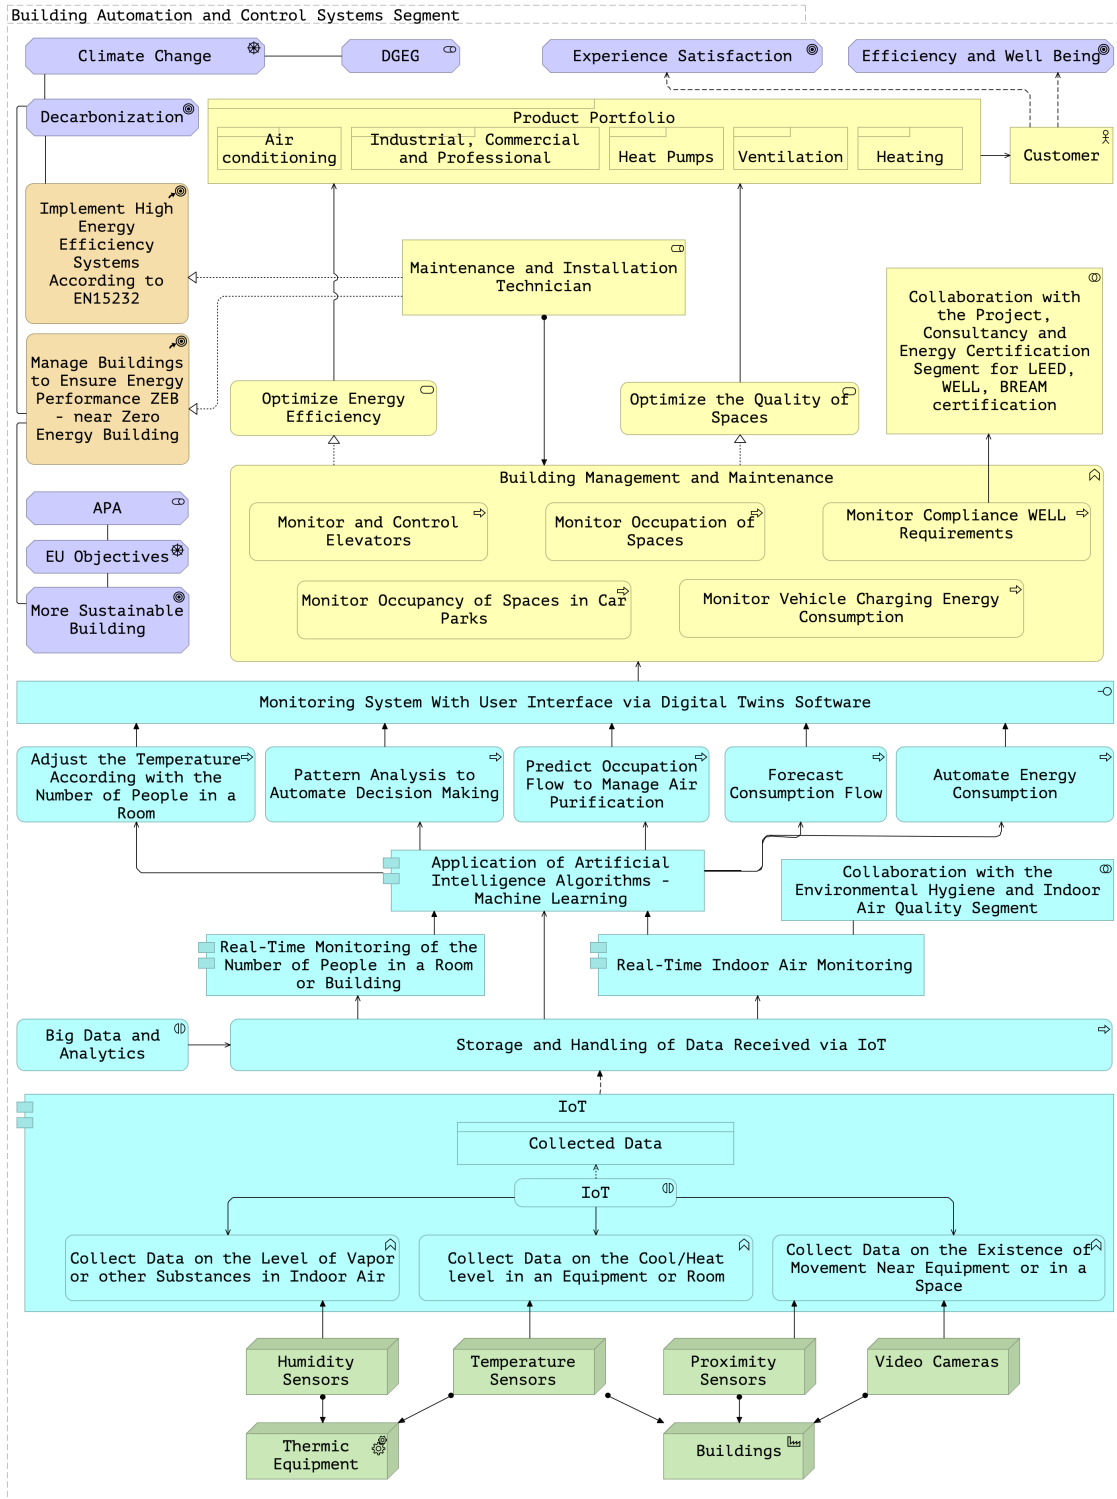 Building Automation and Control Systems Segment
Climate Change
DGEG
Experience Satisfaction
Efficiency and Well Being
Decarbonization
Product Portfolio
Air
conditioning
Industrial, Commercial
and Professional
Heat Pumps
Ventilation
Heating
Customer
Implement High
Energy
Efficiency
Systems
According to
EN15232
Maintenance and Installation
Technician
Collaboration with
the Project,
Consultancy and
Energy Certification
Segment for LEED,
WELL, BREAM
certification
Manage Buildings
to Ensure Energy
Performance ZEB
- near Zero
Energy Building
Optimize Energy
Efficiency
Optimize the Quality of
Spaces
Building Management and Maintenance
APA
EU Objectives
More Sustainable
Building
Monitor and Control
Elevators
Monitor Occupation of
Spaces
Monitor Compliance WELL
Requirements
Monitor Occupancy of Spaces in Car
Parks
Monitor Vehicle Charging Energy
Consumption
Monitoring System With User Interface via Digital Twins Software
Adjust the Temperature
According with the
Number of People in a
Room
Pattern Analysis to
Automate Decision Making
Predict Occupation
Flow to Manage Air
Purification
Forecast
Consumption Flow
Automate Energy
Consumption
Application of Artificial
Intelligence Algorithms -
Machine Learning
Collaboration with the
Environmental Hygiene and Indoor
Air Quality Segment
Real-Time Monitoring of the
Number of People in a Room
or Building
Real-Time Indoor Air Monitoring
Big Data and
Analytics
Storage and Handling of Data Received via IoT
IoT
Collected Data
IoT
Collect Data on the Level of Vapor
or other Substances in Indoor Air
Collect Data on the Cool/Heat
level in an Equipment or Room
Collect Data on the Existence of
Movement Near Equipment or in a
Space
Humidity
Sensors
Temperature
Sensors
Proximity
Sensors
Video Cameras
Thermic
Equipment
Buildings